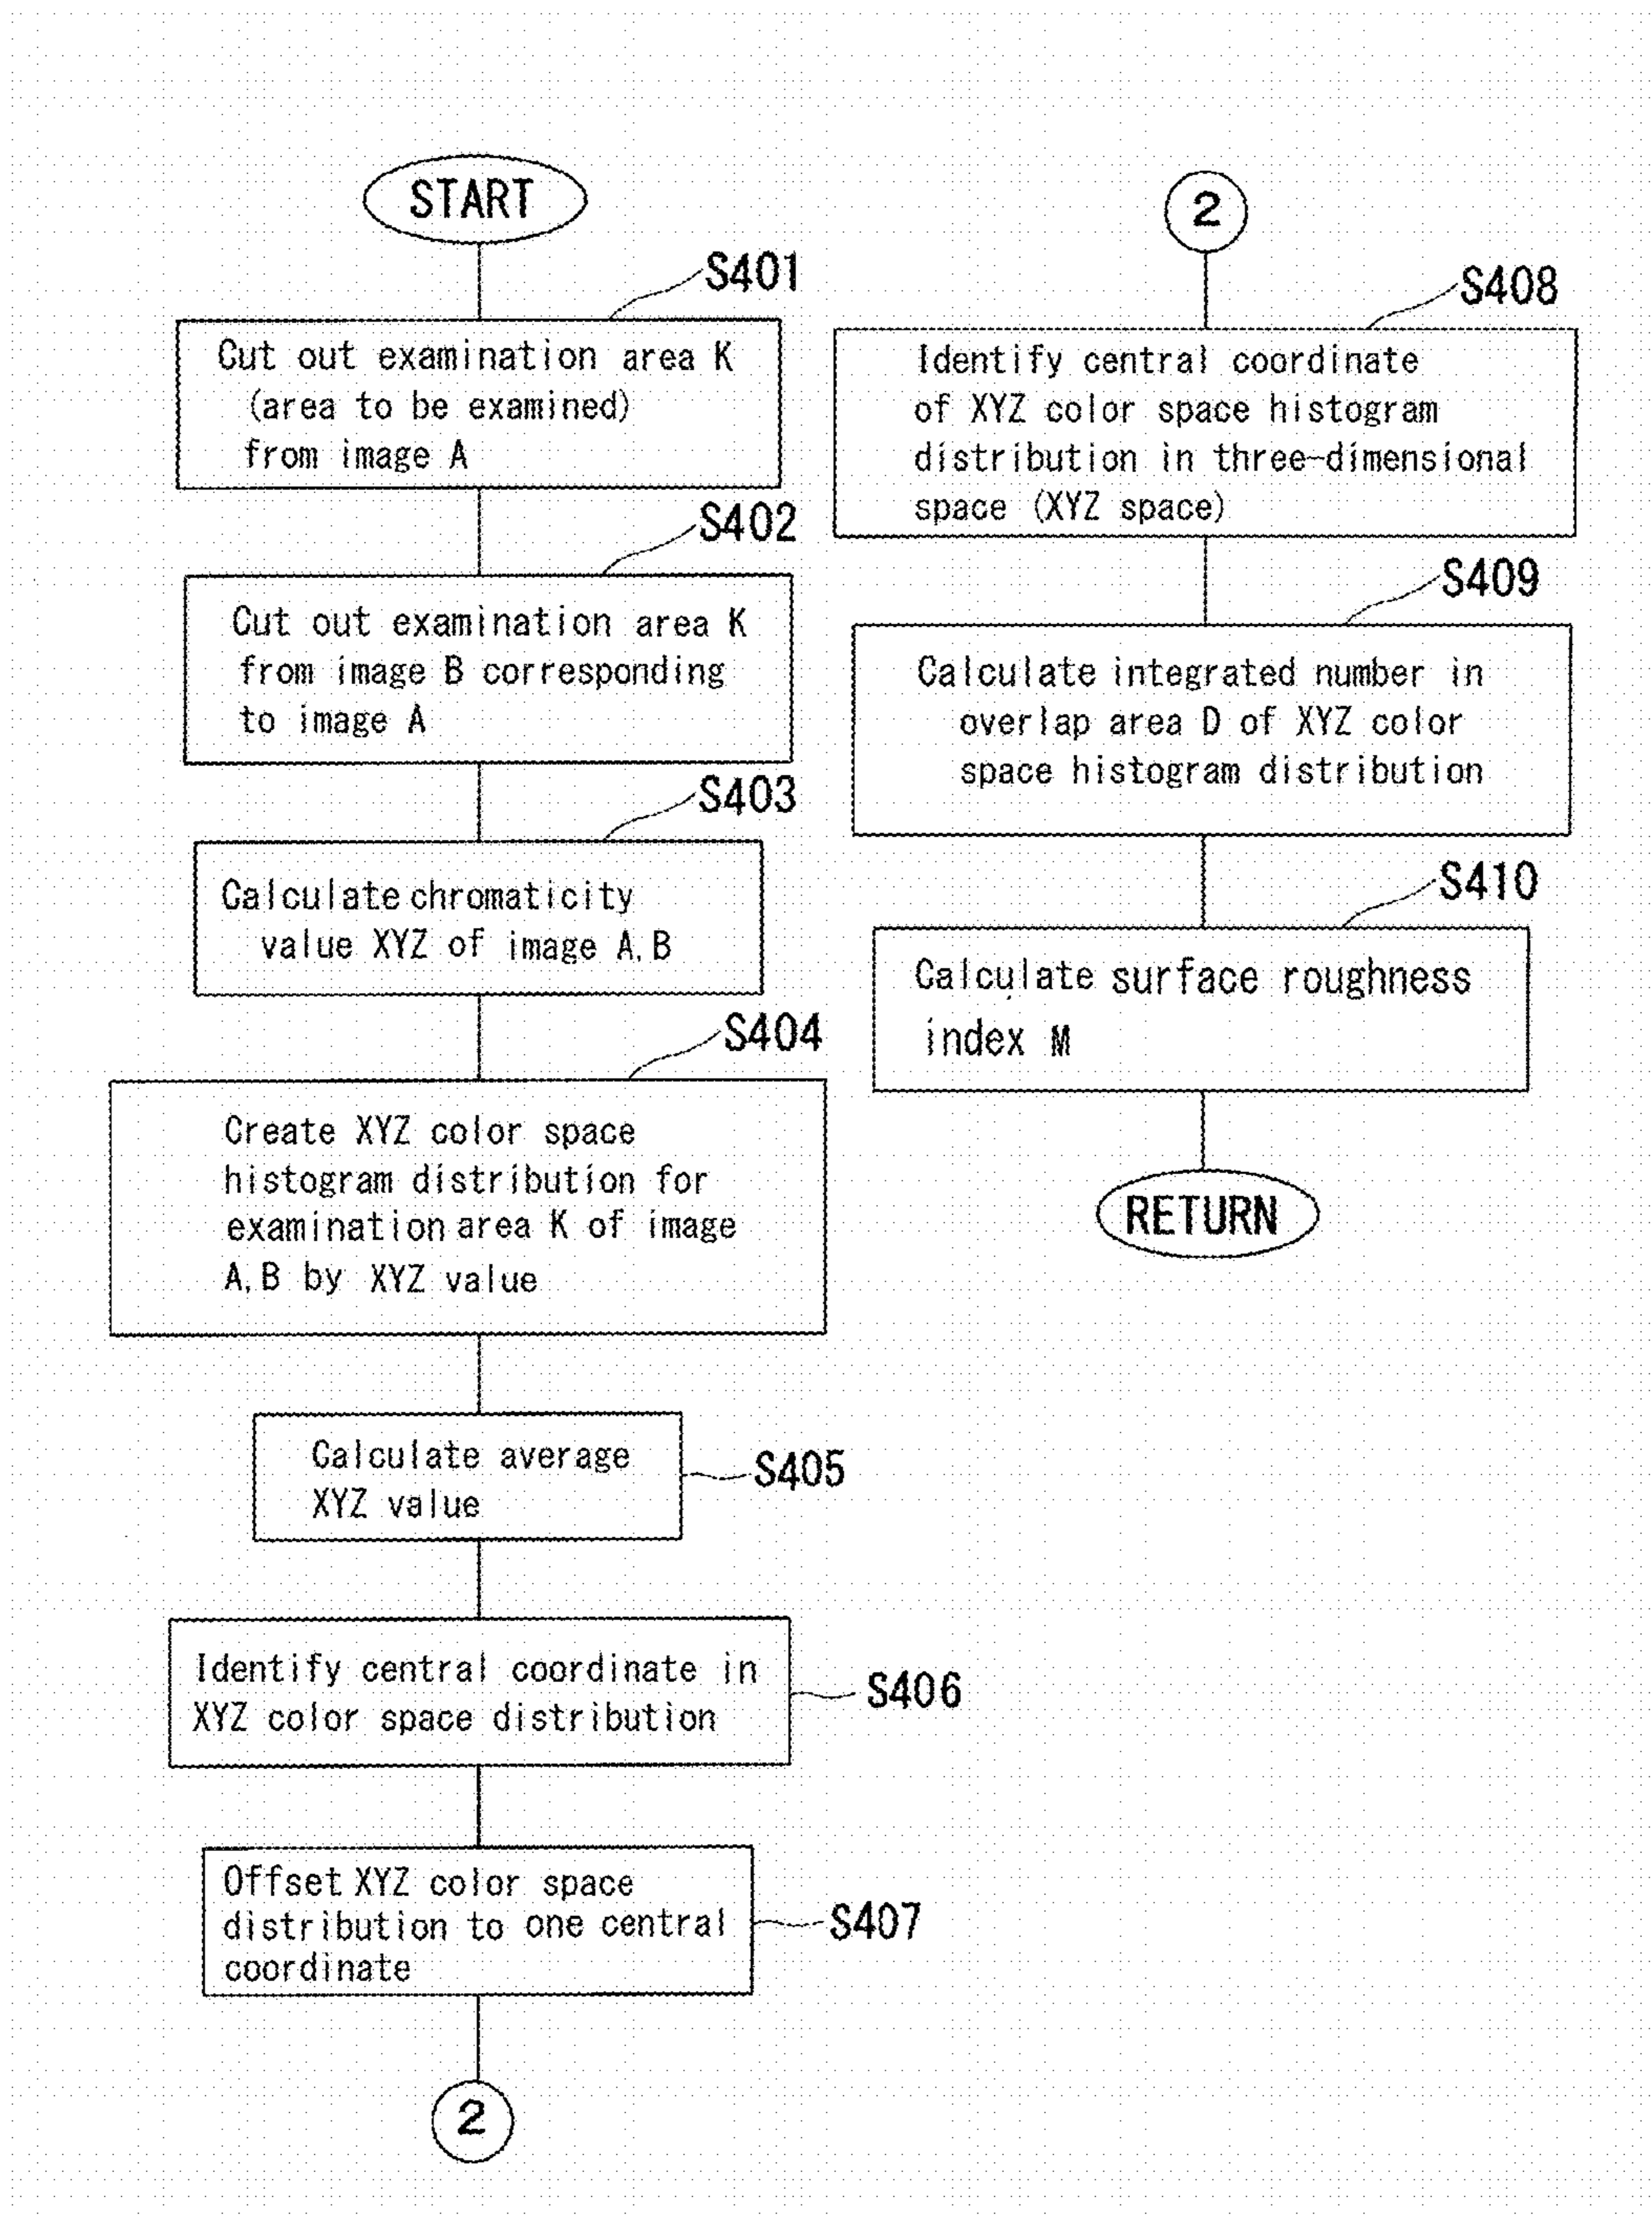 START
S401
Cut out examination area K
(area to be examined)
from image A
S402
Cut out examination area K
from image B corresponding
to image A
S403
Calculate chromaticity
value XYZ of image A,B
S404
Create XYZ color space
histogram distribution for
examination area K of image
A,B by XYZ value
Calculate average
XYZ value
S405
Identify central coordinate in
XYZ color space distribution
S406
Offset XYZ color space
distribution to one central
coordinate
S407
2
2
S408
Identify central coordinate
of XYZ color space histogram
distribution in three-dimensional
space (XYZ space)
S409
Calculate integrated number in
overlap area D of XYZ color
space histogram distribution
S410
Calculate surface roughness
index M
RETURN